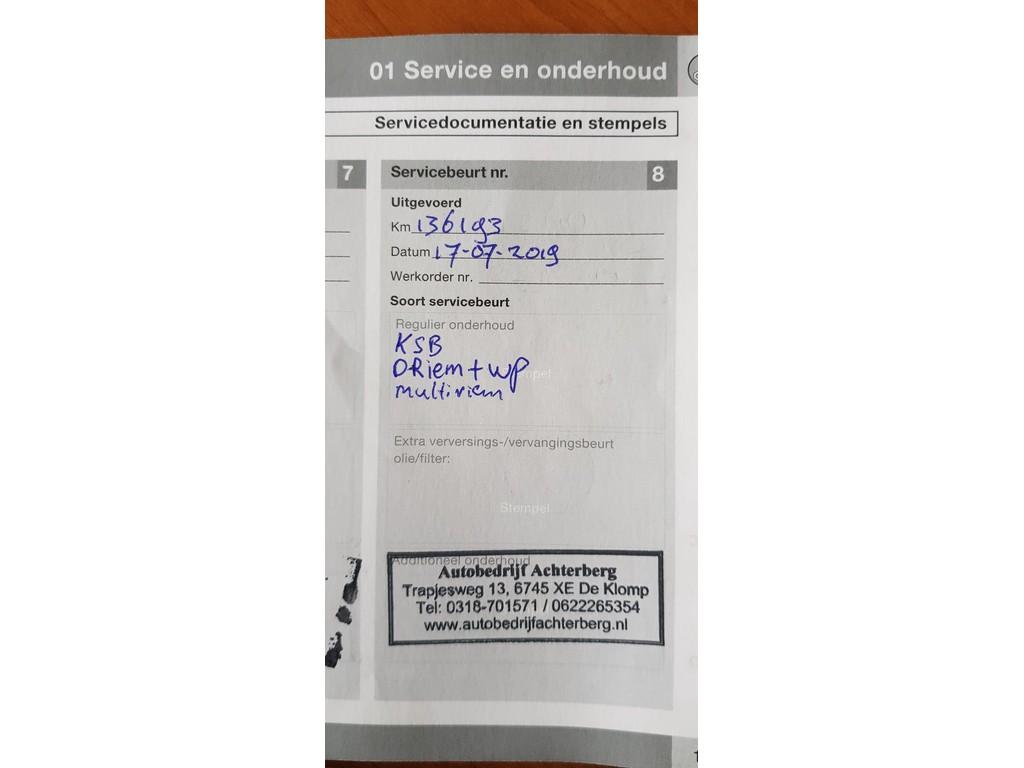 01 Service en onderhoud
Servicedocumentatie en stempels
7
Servicebeurt nr. 8
Uitgevoerd
Km 136193
Datum 17-07-2019
Werkorder nr.
Soort servicebeurt
Regulier onderhoud
KSB
DRiem + WP
Multiriem
Extra verversings-/vervangingsbeurt
olie/filter:
Stempel
Additioneel onderhoud
Autobedrijf Achterberg
Trapjesweg 13, 6745 XE De Klomp
Tel: 0318-701571 / 0622265354
www.autobedrijfachterberg.nl